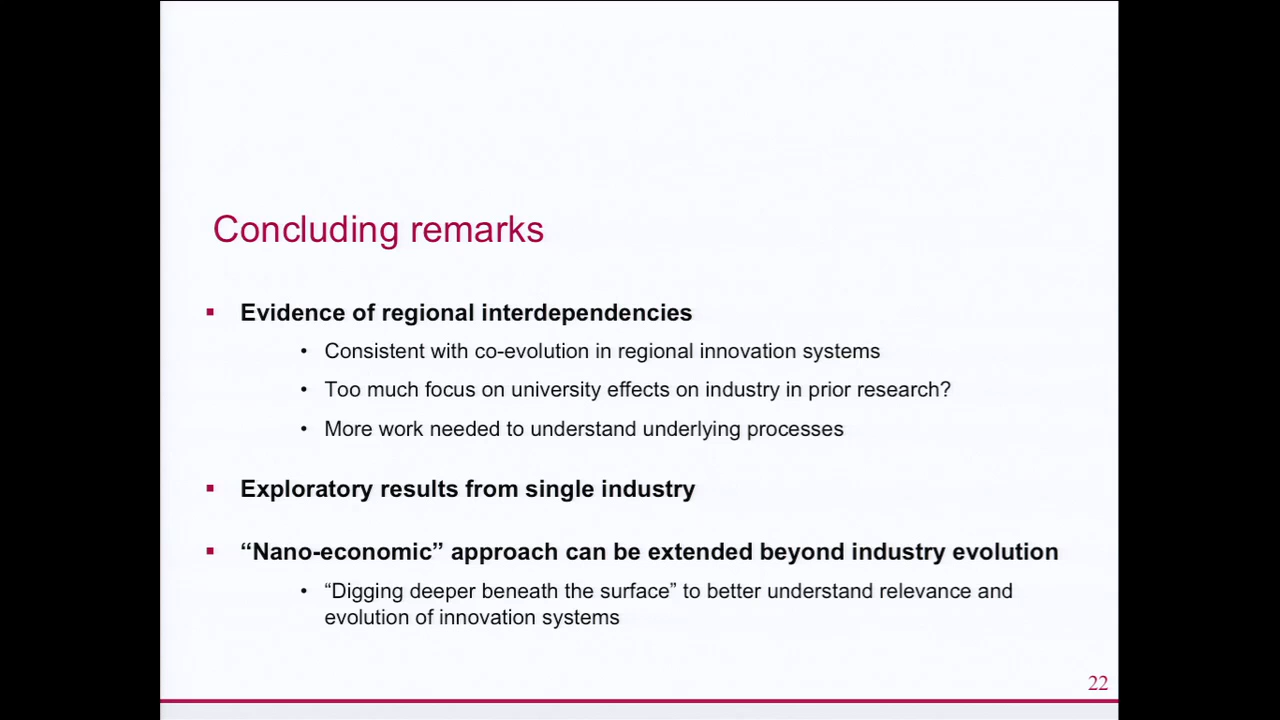 Concluding remarks
▪ Evidence of regional interdependencies
• Consistent with co-evolution in regional innovation systems
• Too much focus on university effects on industry in prior research?
• More work needed to understand underlying processes
▪ Exploratory results from single industry
▪ “Nano-economic” approach can be extended beyond industry evolution
• “Digging deeper beneath the surface” to better understand relevance and
evolution of innovation systems
22